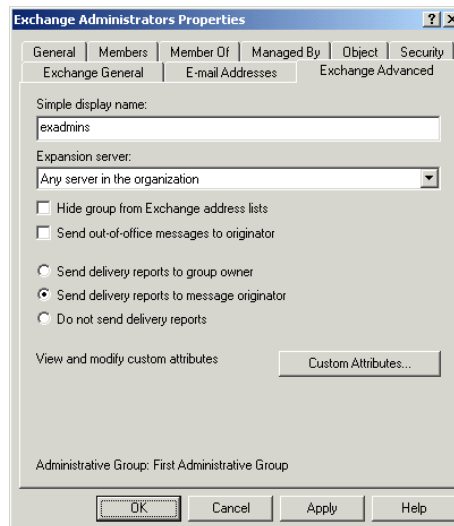 Exchange Administrators Properties
General Members Member Of Managed By Object Security
Exchange General E-mail Addresses Exchange Advanced
Simple display name:
exadmins
Expansion server:
Any server in the organization
Hide group from Exchange address lists
Send out-of-office messages to originator
Send delivery reports to group owner
Send delivery reports to message originator
Do not send delivery reports
View and modify custom attributes Custom Attributes...
Administrative Group: First Administrative Group
OK Cancel Apply Help